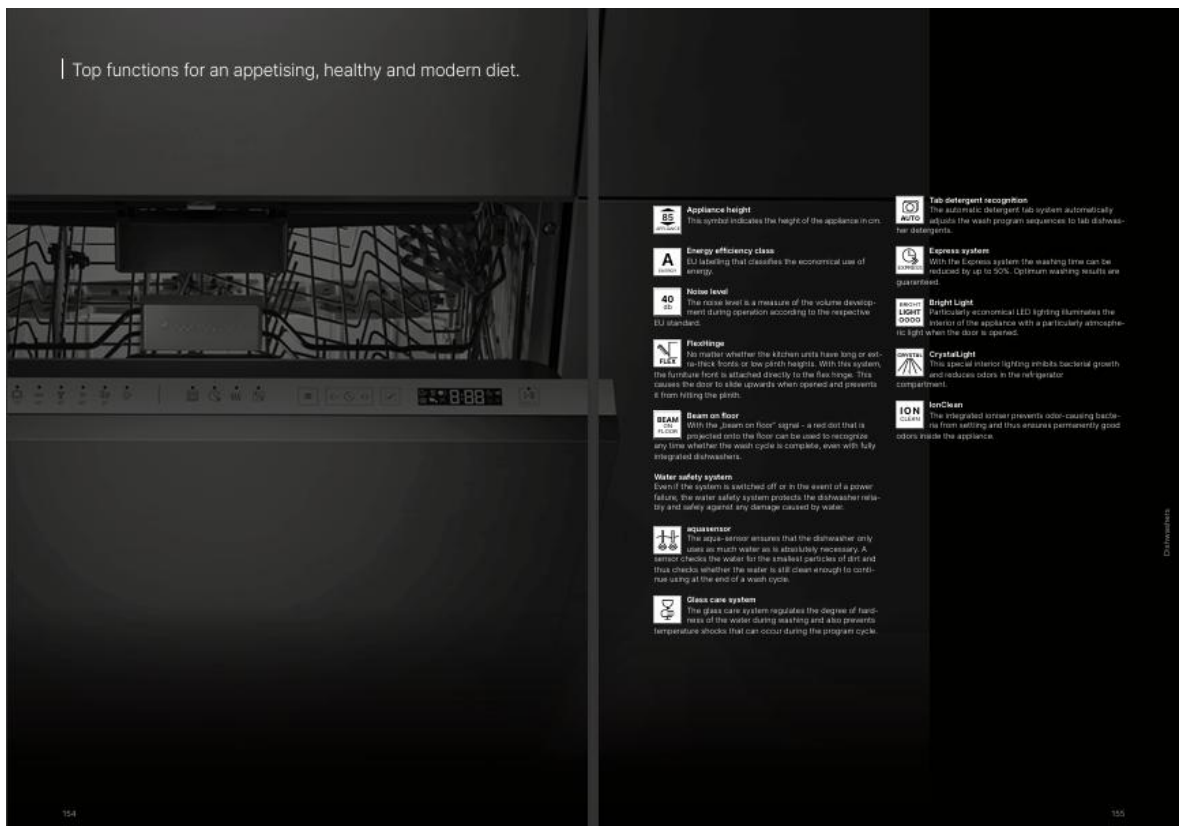 Top functions for an appetising, healthy and modern diet.
85
APPLIANCE
Appliance height
This symbol indicates the height of the appliance in cm.
A
ENERGY
Energy efficiency class
EU labelling that classifies the economical use of
energy.
40
db
Noise level
The noise level is a measure of the volume develop-
ment during operation according to the respective
EU standard.
FLEX
FlexHinge
No matter whether the kitchen units have long or ext-
ra-thick fronts or low plinth heights. With this system,
the furniture front is attached directly to the flex hinge. This
causes the door to slide upwards when opened and prevents
it from hitting the plinth.
BEAM
ON
FLOOR
Beam on floor
With the „beam on floor" signal – a red dot that is
projected onto the floor can be used to recognize
any time whether the wash cycle is complete, even with fully
integrated dishwashers.
Water safety system
Even if the system is switched off or in the event of a power
failure, the water safety system protects the dishwasher relia-
bly and safely against any damage caused by water.
aquasensor
The aqua-sensor ensures that the dishwasher only
uses as much water as is absolutely necessary. A
sensor checks the water for the smallest particles of dirt and
thus checks whether the water is still clean enough to conti-
nue using at the end of a wash cycle.
Glass care system
The glass care system regulates the degree of hard-
ness of the water during washing and also prevents
temperature shocks that can occur during the program cycle.
AUTO
Tab detergent recognition
The automatic detergent tab system automatically
adjusts the wash program sequences to tab dishwas-
her detergents.
EXPRESS
Express system
With the Express system the washing time can be
reduced by up to 50%. Optimum washing results are
guaranteed.
BRIGHT
LIGHT
Bright Light
Particularly economical LED lighting illuminates the
interior of the appliance with a particularly atmosphe-
ric light when the door is opened.
CRYSTAL
CrystalLight
This special interior lighting inhibits bacterial growth
and reduces odors in the refrigerator
compartment.
ION
CLEAN
IonClean
The integrated ioniser prevents odor-causing bacte-
ria from settling and thus ensures permanently good
odors inside the appliance.
Dishwashers
8:88
154
155